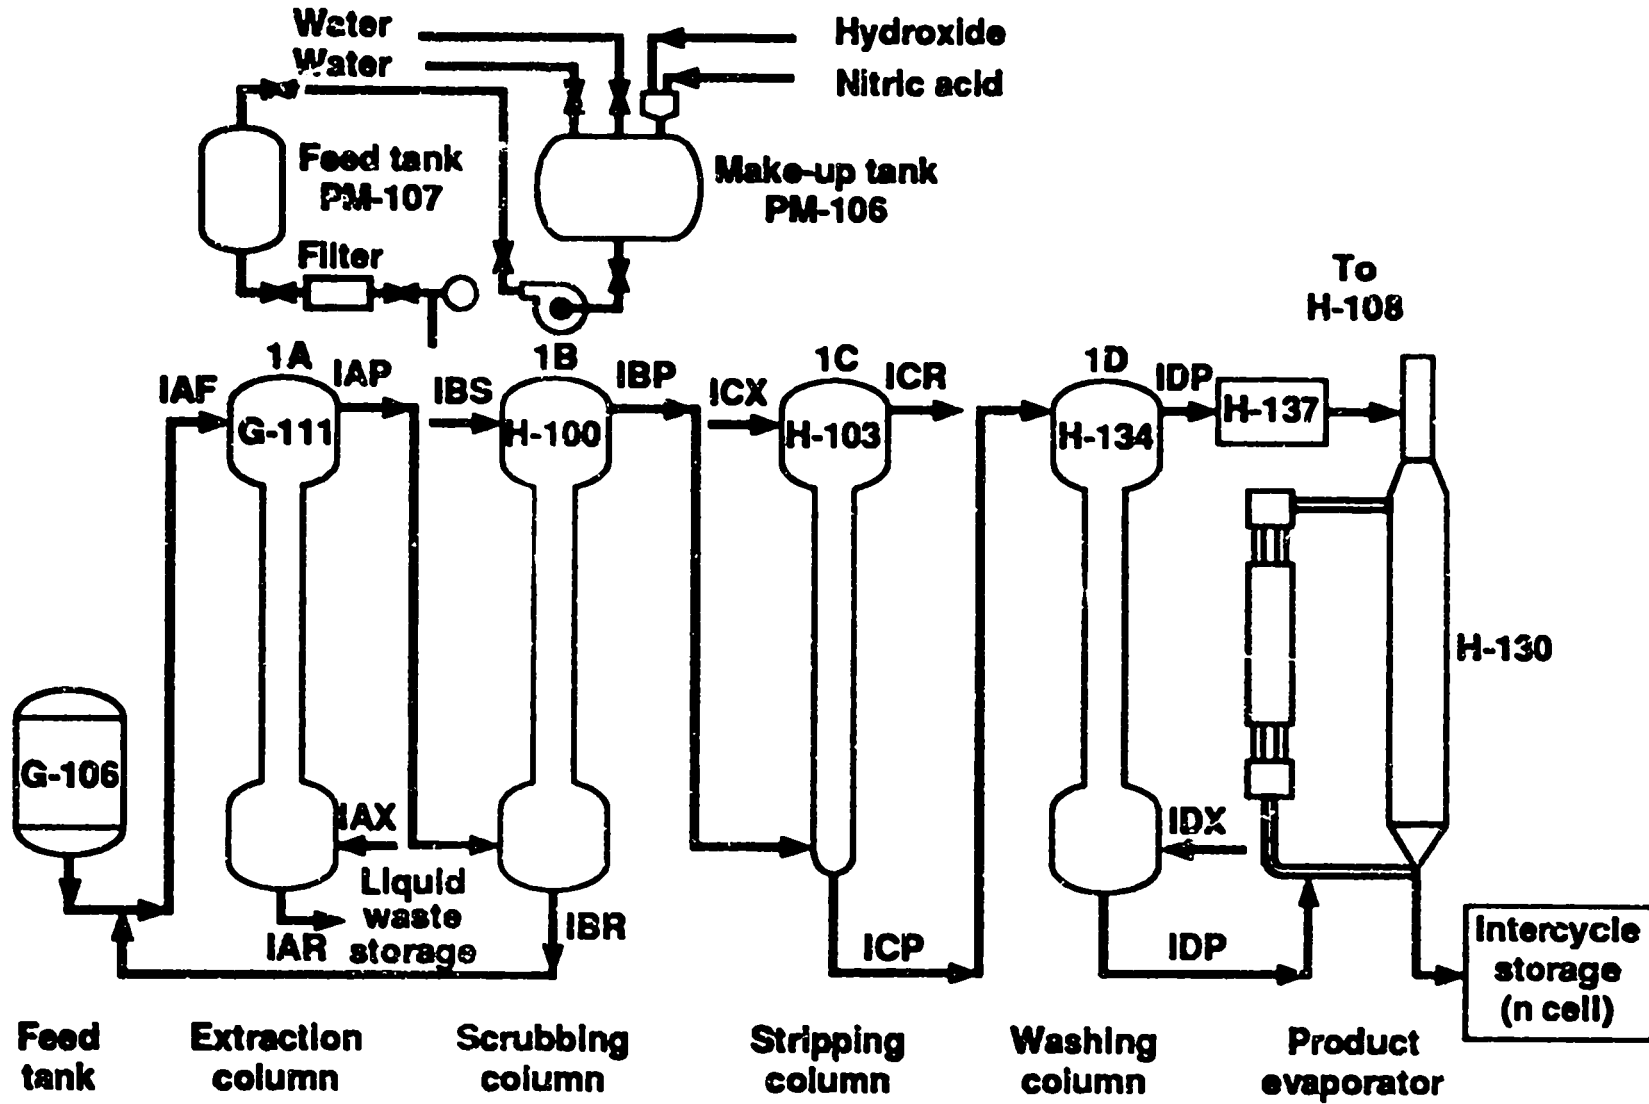 Water
Water
Hydroxide
Nitric acid
Feed tank
PM-107
Make-up tank
PM-106
Filter
To
H-108
1A
1B
1C
1D
IAF
IAP
IBS
IBP
ICX
ICR
IDP
G-111
H-100
H-103
H-134
H-137
H-130
G-106
IAX
IDX
Liquid
waste
storage
IAR
IBR
ICP
IDP
Intercycle
storage
(n cell)
Feed
tank
Extraction
column
Scrubbing
column
Stripping
column
Washing
column
Product
evaporator